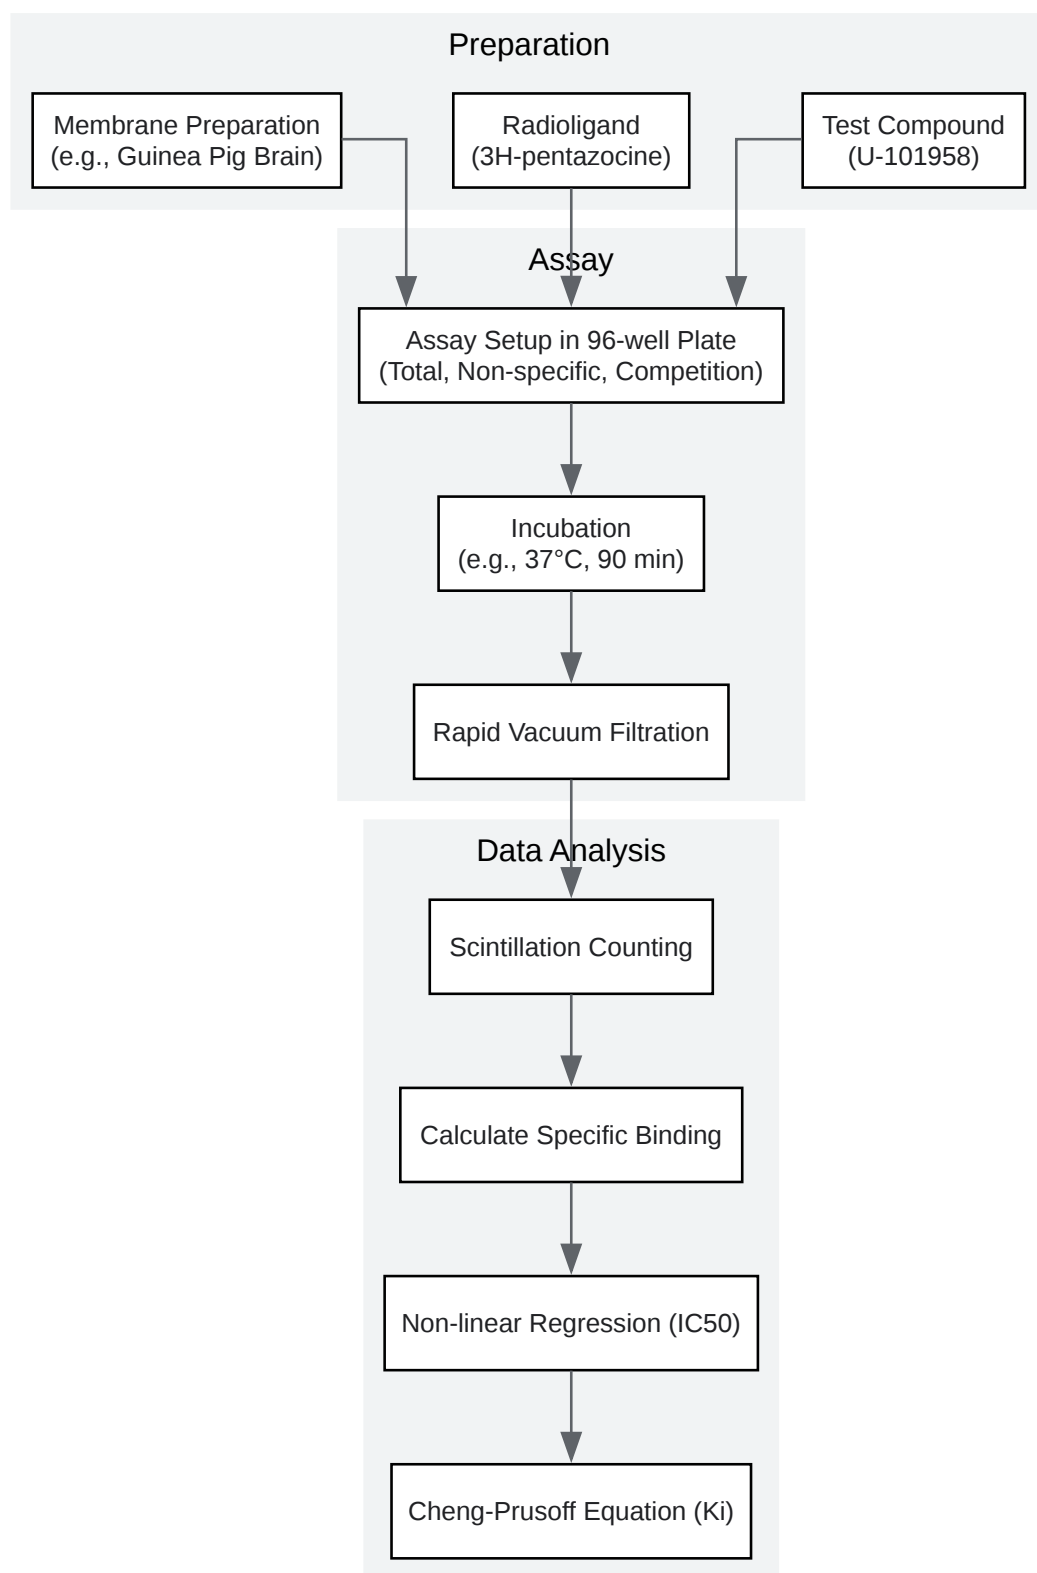 Preparation
Membrane Preparation
(e.g., Guinea Pig Brain)
Radioligand
(3H-pentazocine)
Test Compound
(U-101958)
Assay
Assay Setup in 96-well Plate
(Total, Non-specific, Competition)
Incubation
(e.g., 37°C, 90 min)
Rapid Vacuum Filtration
Data Analysis
Scintillation Counting
Calculate Specific Binding
Non-linear Regression (IC50)
Cheng-Prusoff Equation (Ki)